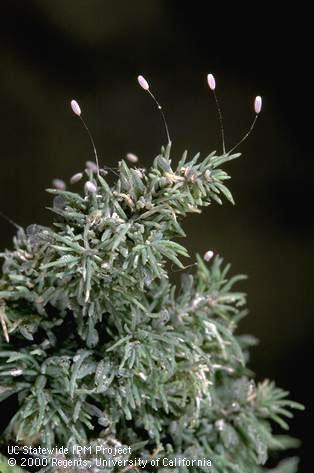 UC Statewide IPM Project
© 2000 Regents, University of California